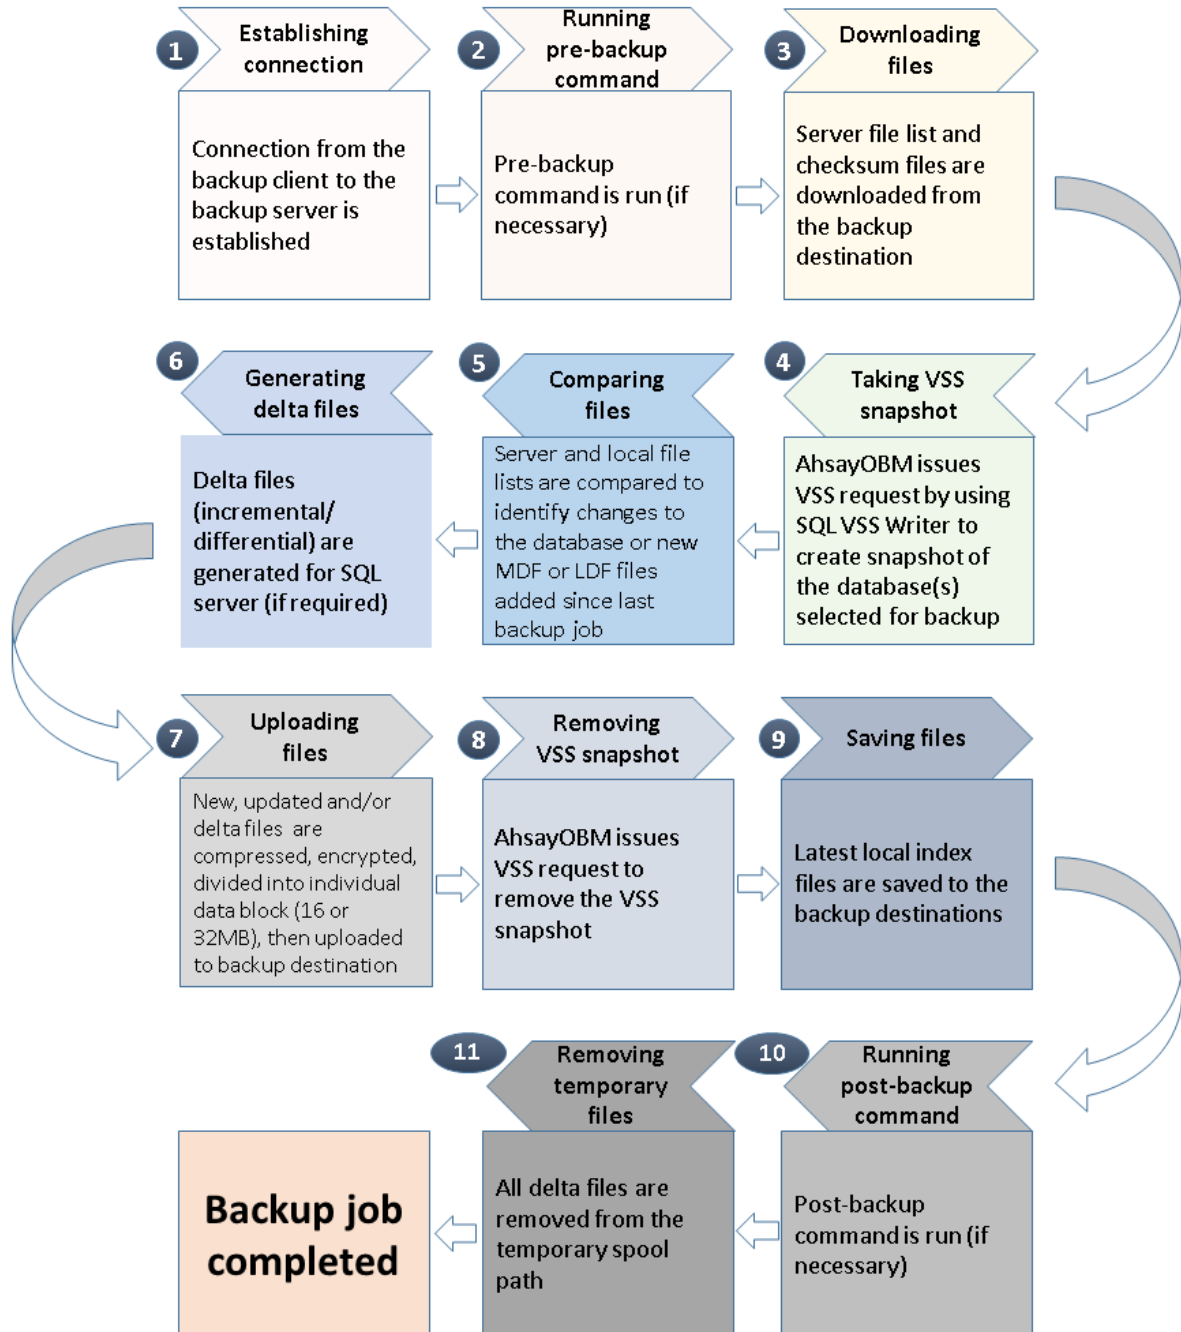 1
Establishing
connection
Connection from the
backup client to the
backup server is
established
2
Running
pre-backup
command
Pre-backup
command is run (if
necessary)
3
Downloading
files
Server file list and
checksum files are
downloaded from
the backup
destination
4
Taking VSS
snapshot
AhsayOBM issues
VSS request by using
SQL VSS Writer to
create snapshot of
the database(s)
selected for backup
5
Comparing
files
Server and local file
lists are compared to
identify changes to
the database or new
MDF or LDF files
added since last
backup job
6
Generating
delta files
Delta files
(incremental/
differential) are
generated for SQL
server (if required)
7
Uploading
files
New, updated and/or
delta files are
compressed, encrypted,
divided into individual
data block (16 or
32MB), then uploaded
to backup destination
8
Removing
VSS snapshot
AhsayOBM issues
VSS request to
remove the VSS
snapshot
9
Saving files
Latest local index
files are saved to the
backup destinations
10
Running
post-backup
command
Post-backup
command is run (if
necessary)
11
Removing
temporary
files
All delta files are
removed from the
temporary spool
path
Backup job
completed